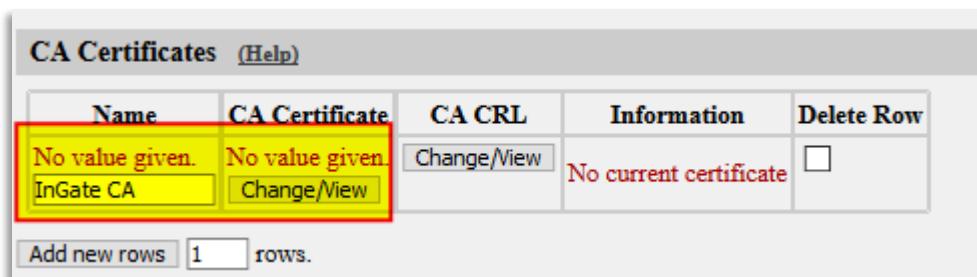 CA Certificates (Help)
Name CA Certificate CA CRL Information Delete Row
No value given. No value given. Change/View No current certificate
InGate CA Change/View
Add new rows 1 rows.